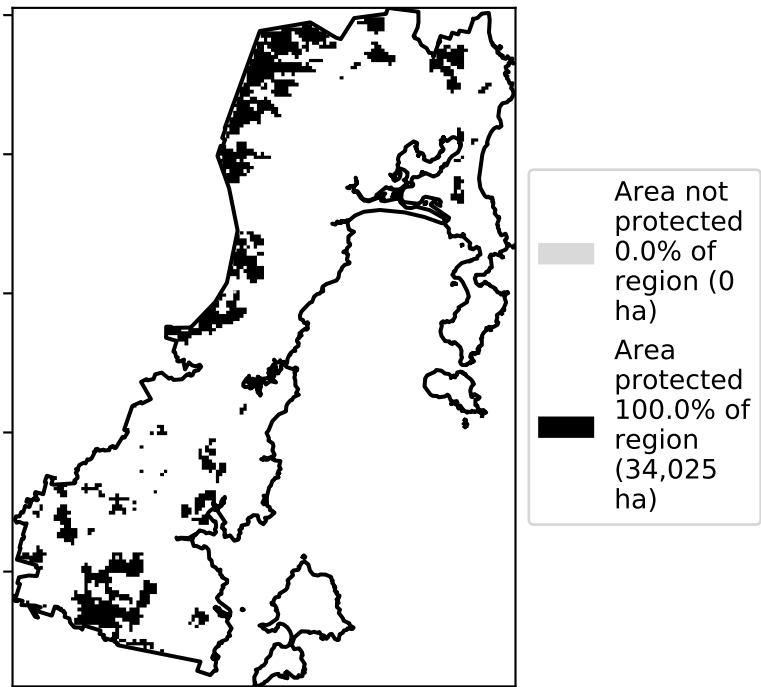 Area not
protected
0.0% of
region (0
ha)
Area
protected
100.0% of
region
(34,025
ha)